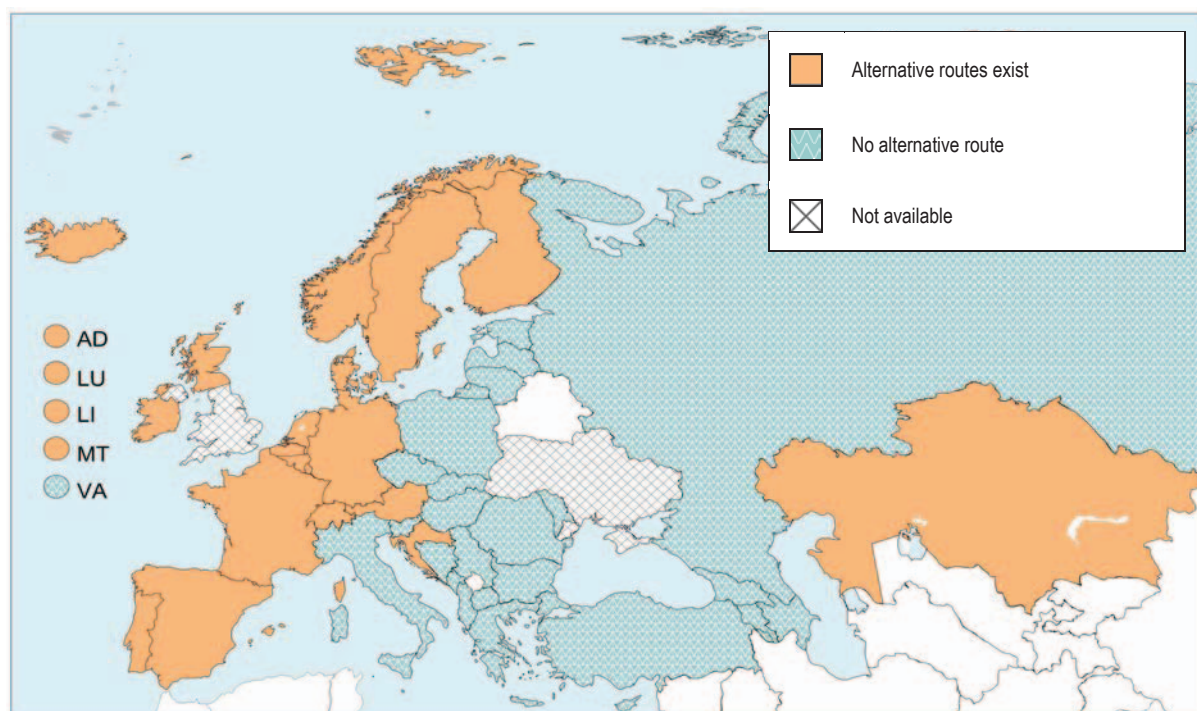 Alternative routes exist
No alternative route
Not available
AD
LU
LI
MT
VA